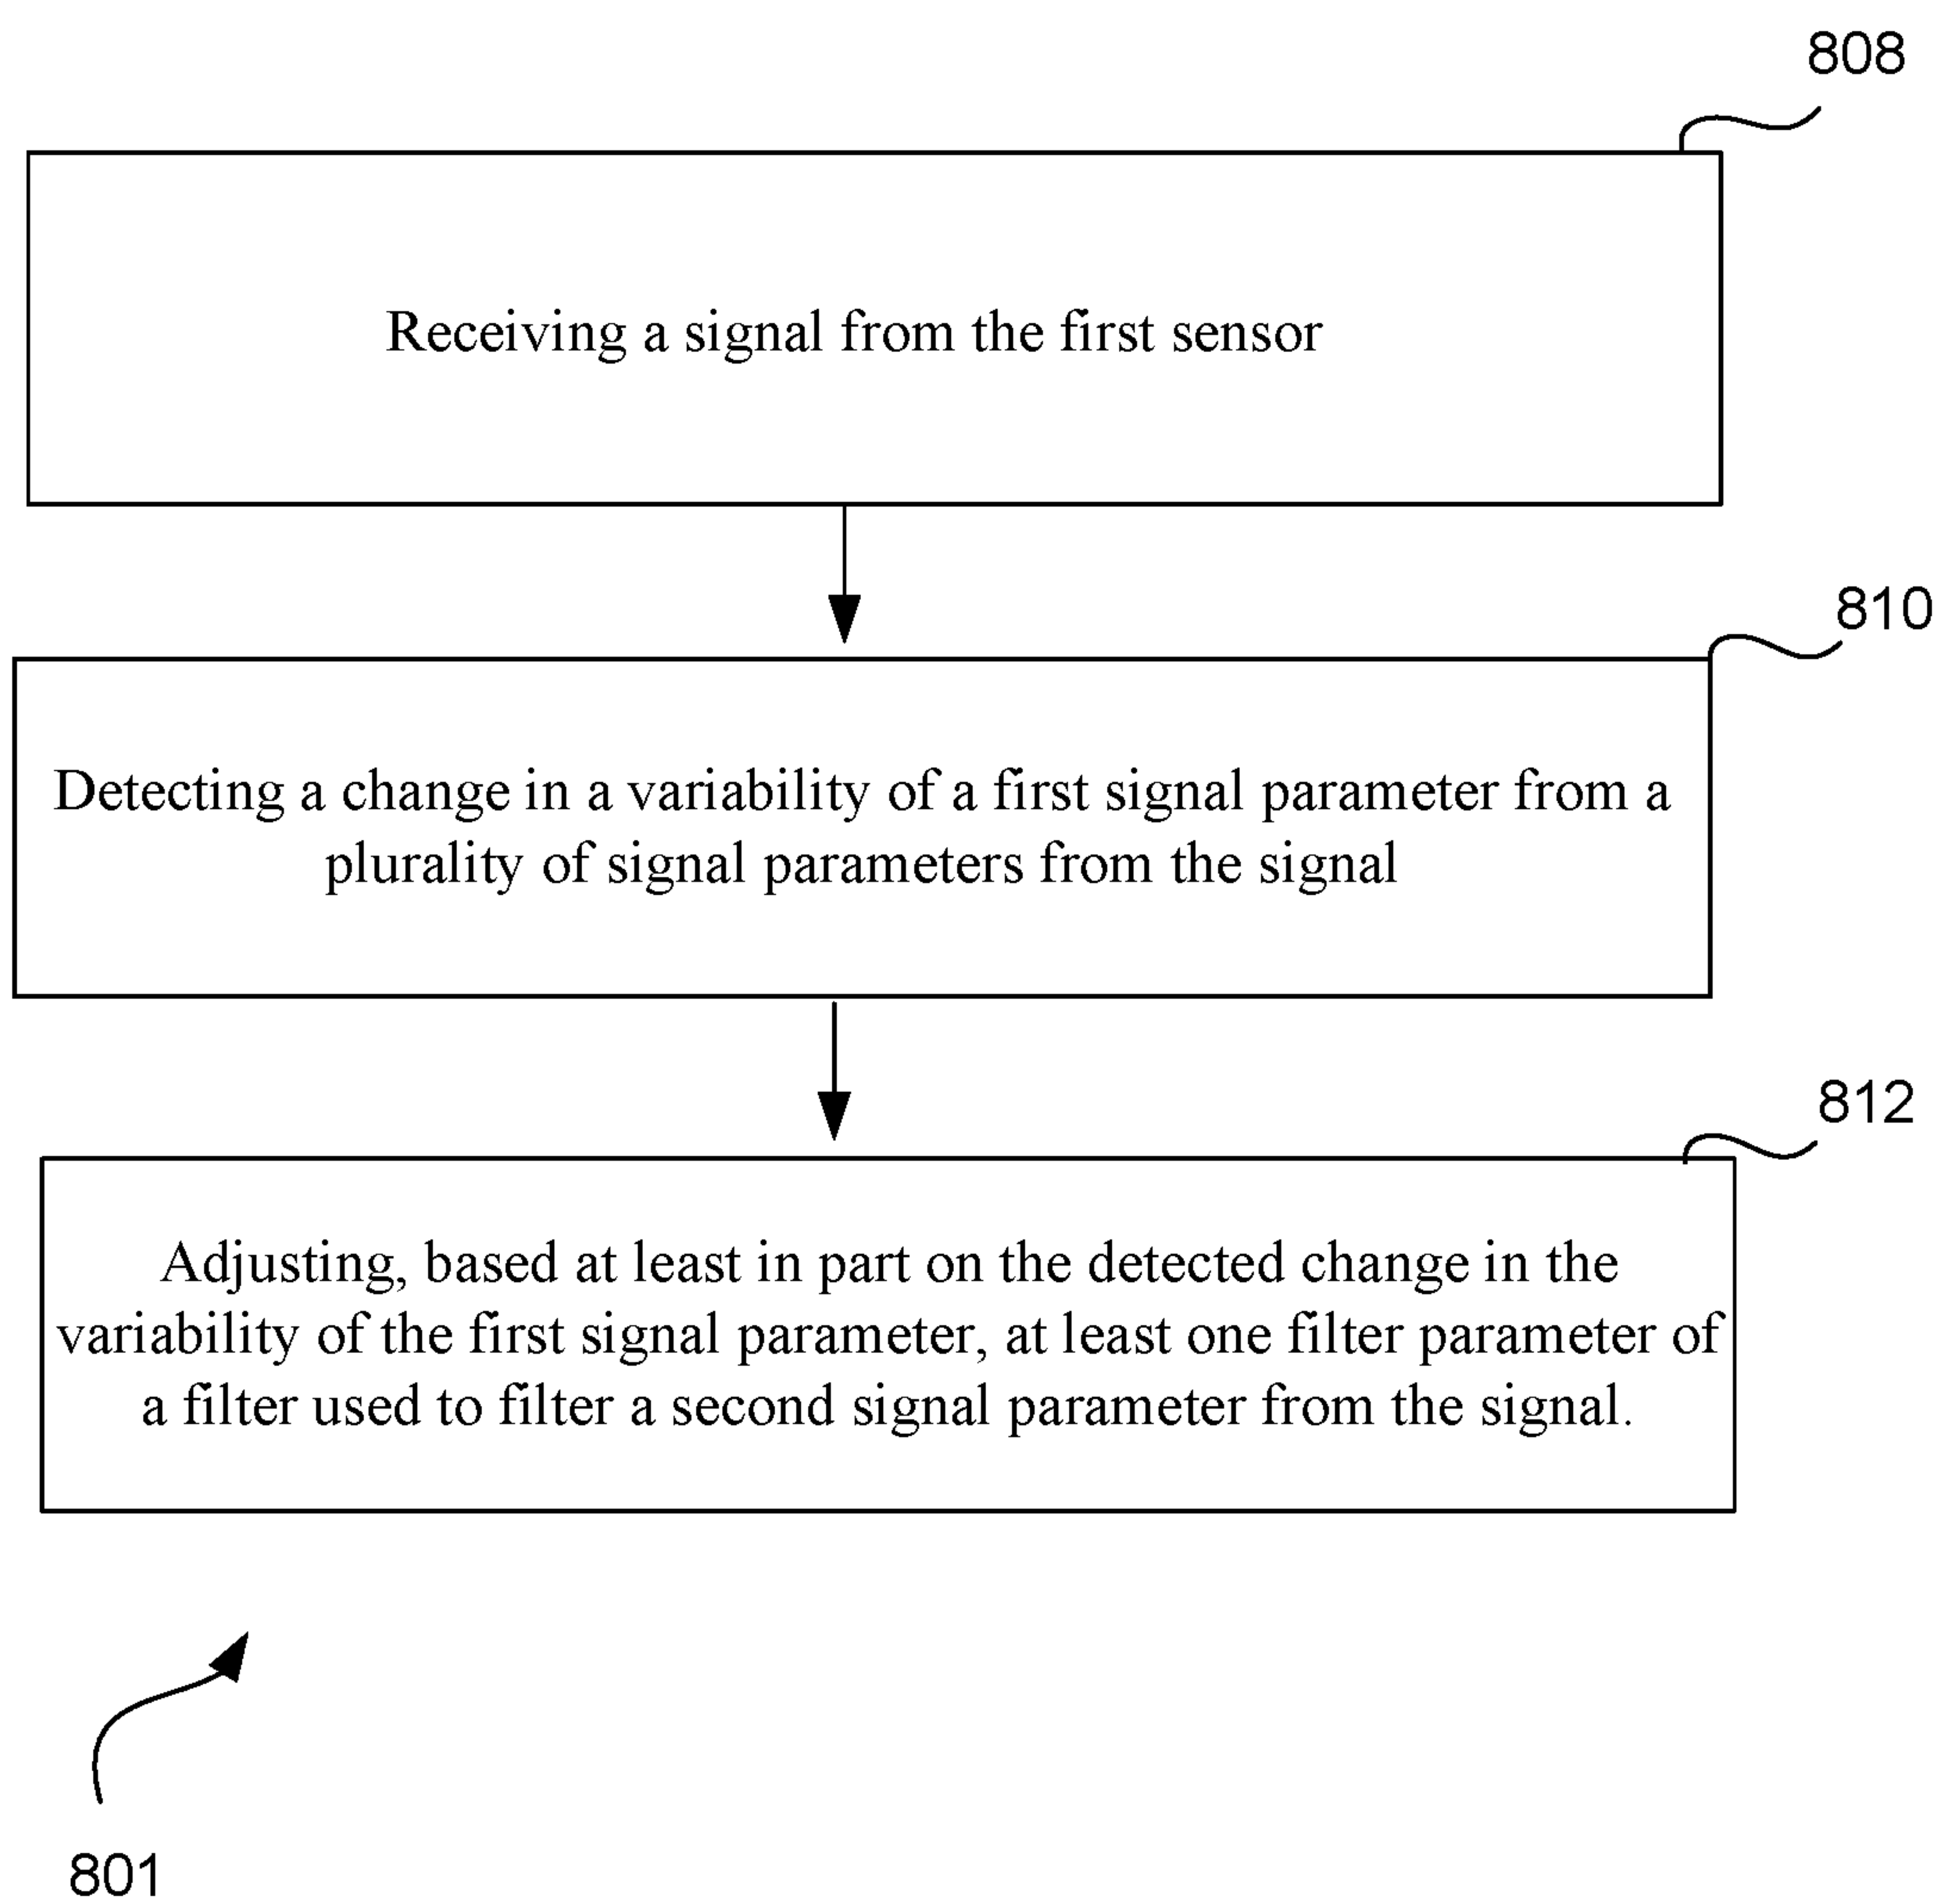 808
Receiving a signal from the first sensor
810
Detecting a change in a variability of a first signal parameter from a
plurality of signal parameters from the signal
812
Adjusting, based at least in part on the detected change in the
variability of the first signal parameter, at least one filter parameter of
a filter used to filter a second signal parameter from the signal.
801